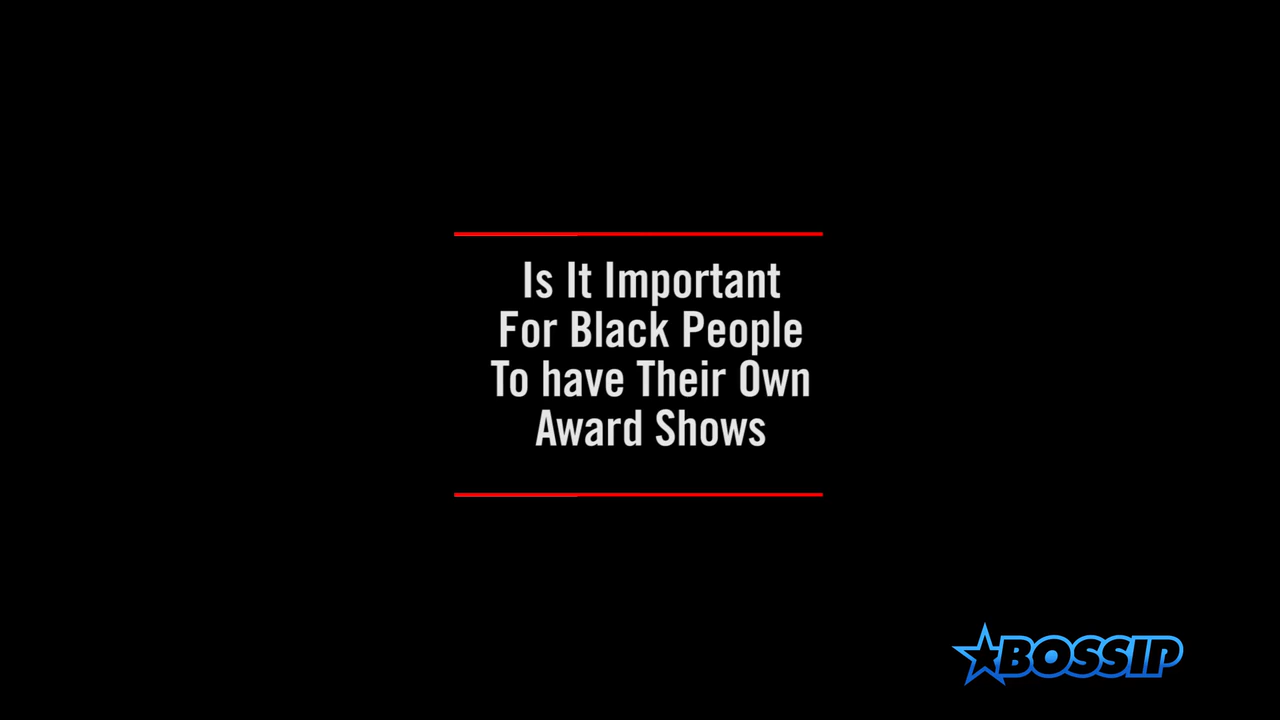 Is It Important
For Black People
To have Their Own
Award Shows
BOSSIP